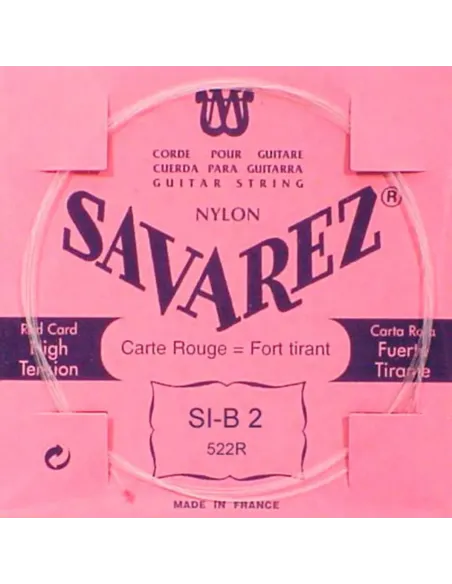 CORDE POUR GUITARE
CUERDA PARA GUITARRA
GUITAR STRING
NYLON
SAVAREZ®
Red Card
High
Tension
Carte Rouge = Fort tirant
Carta Roja
Fuerte
Tirante
SI-B 2
522R
MADE IN FRANCE